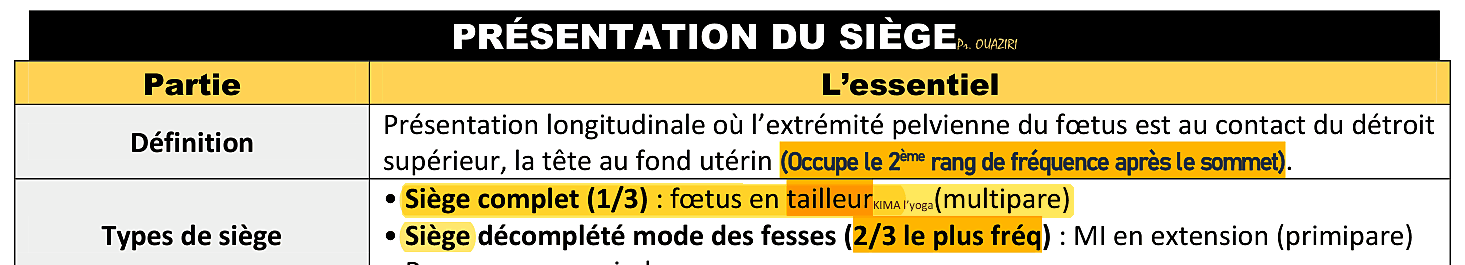 PRÉSENTATION DU SIÈGE Pr. OUAZIRI
Partie L’essentiel
Définition
Présentation longitudinale où l’extrémité pelvienne du fœtus est au contact du détroit
supérieur, la tête au fond utérin (Occupe le 2ème rang de fréquence après le sommet).
Types de siège
• Siège complet (1/3) : fœtus en tailleur KIMA l’yoga (multipare)
• Siège décomplété mode des fesses (2/3 le plus fréq) : MI en extension (primipare)